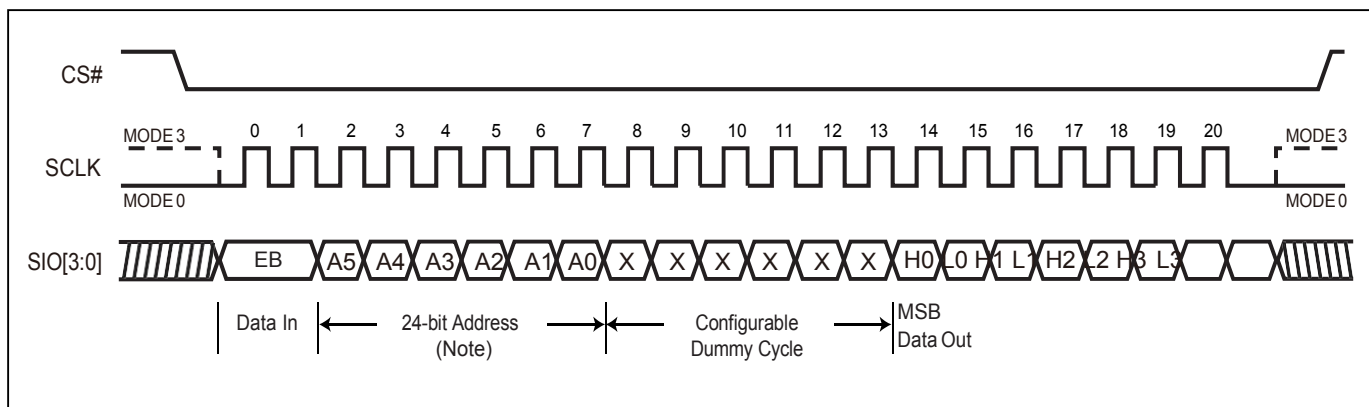 CS#
MODE 3
0 1 2 3 4 5 6 7 8 9 10 11 12 13 14 15 16 17 18 19 20
MODE 3
SCLK
MODE 0
MODE 0
SIO[3:0]
EB A5 A4 A3 A2 A1 A0 X X X X X X H0 L0 H1 L1 H2 L2 H3 L3
Data In
24-bit Address
(Note)
Configurable
Dummy Cycle
MSB
Data Out